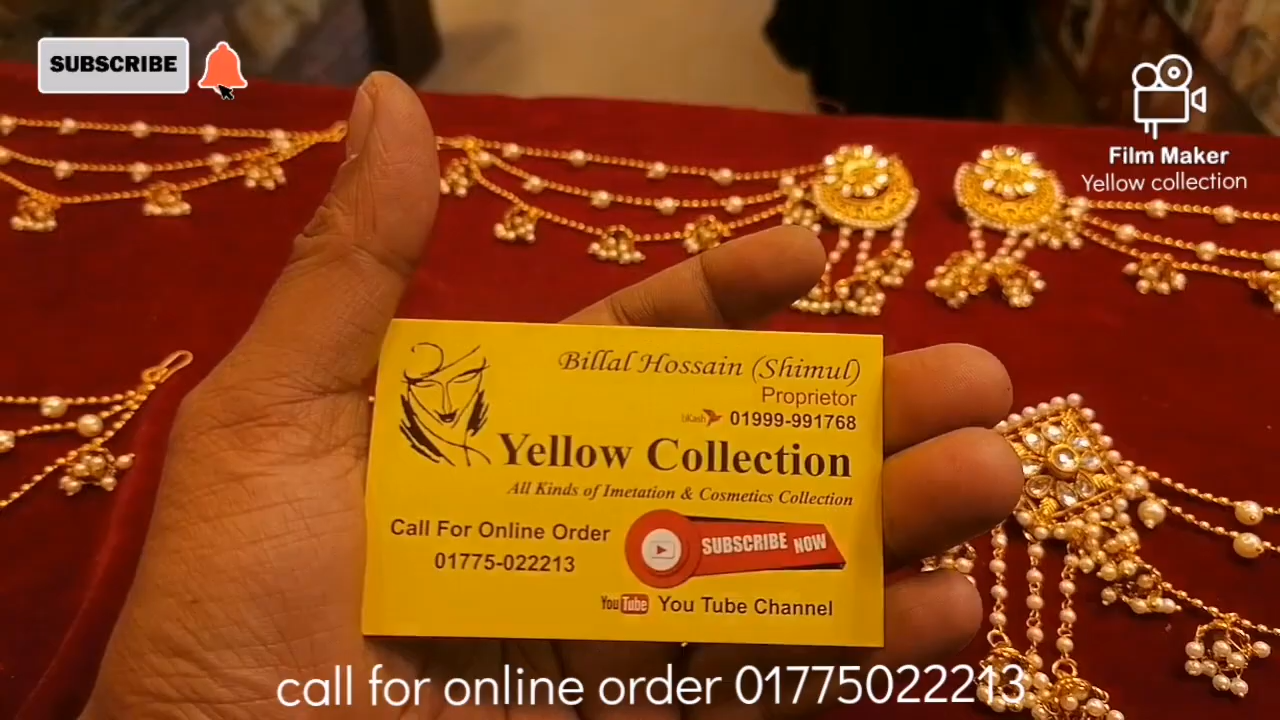 SUBSCRIBE
Film Maker
Yellow collection
Billal Hossain (Shimul)
Proprietor
bKash 01999-991768
Yellow Collection
All Kinds of Imetation & Cosmetics Collection
Call For Online Order
01775-022213
SUBSCRIBE NOW
YouTube You Tube Channel
call for online order 01775022213